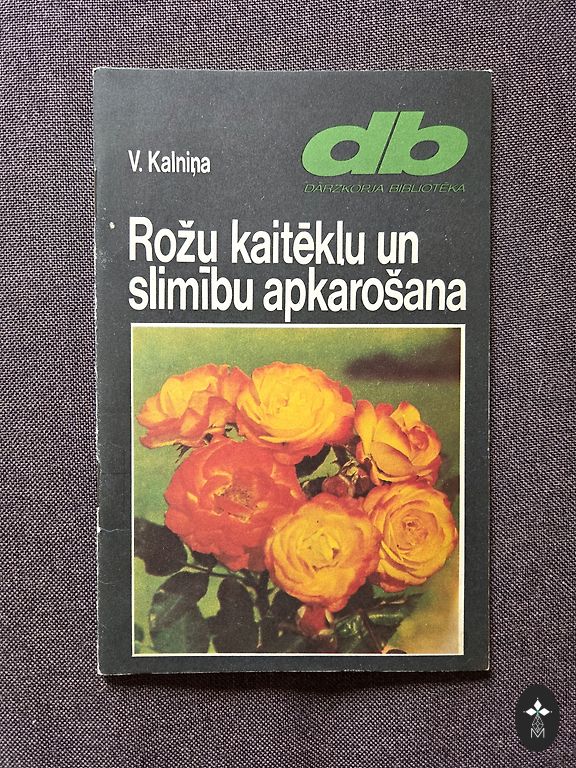 V. Kalniņa
db
DĀRZKOPJA BIBLIOTĒKA
Rožu kaitēkļu un
slimību apkarošana
M